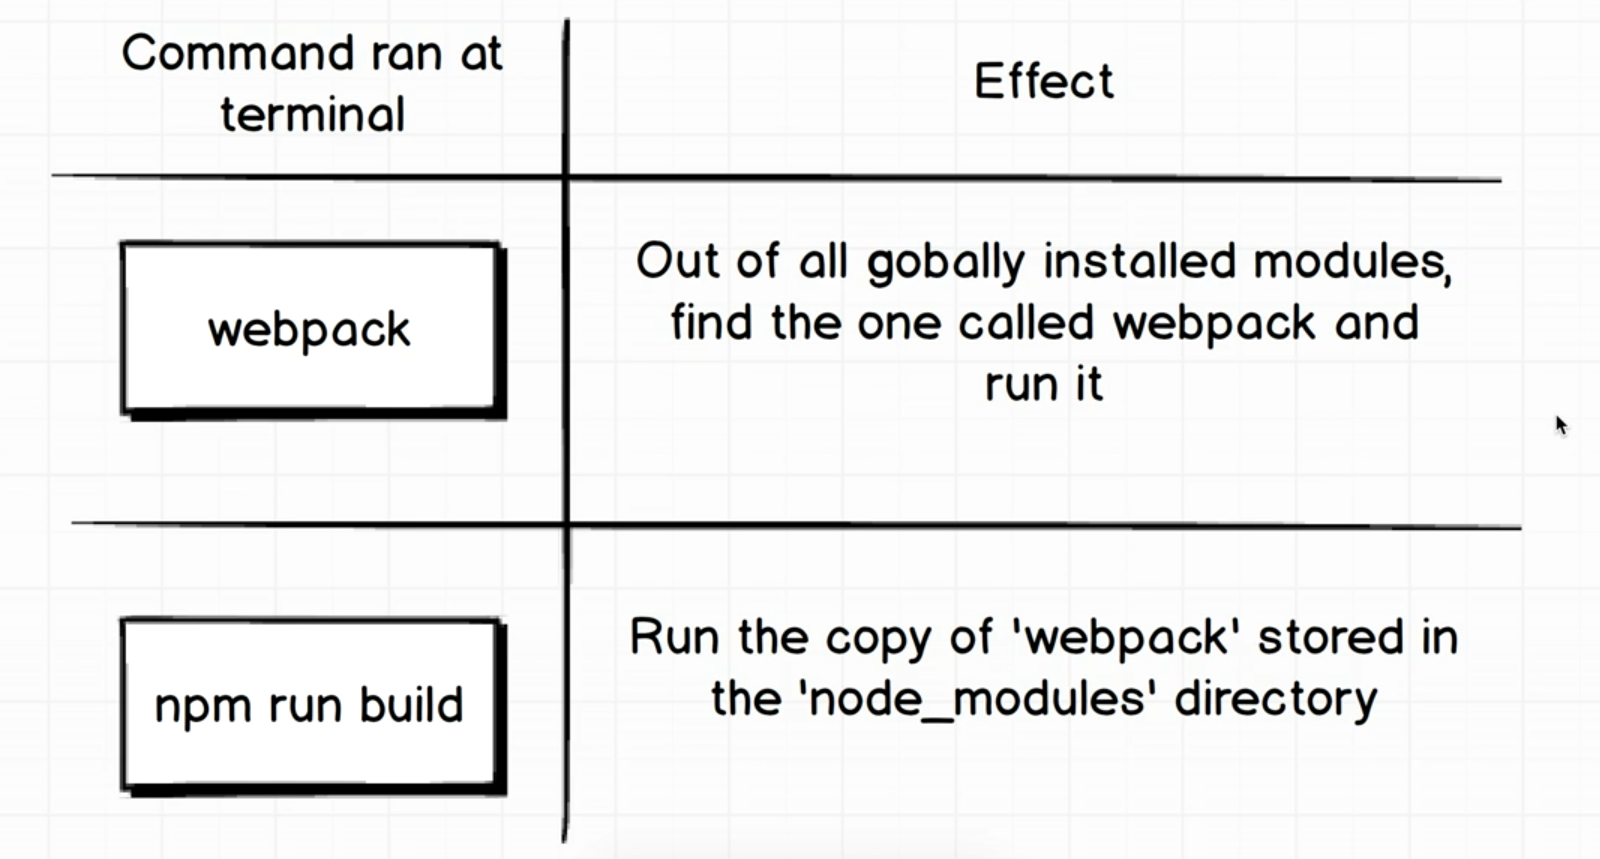 Command ran at
terminal
Effect
webpack
Out of all gobally installed modules,
find the one called webpack and
run it
npm run build
Run the copy of 'webpack' stored in
the 'node_modules' directory